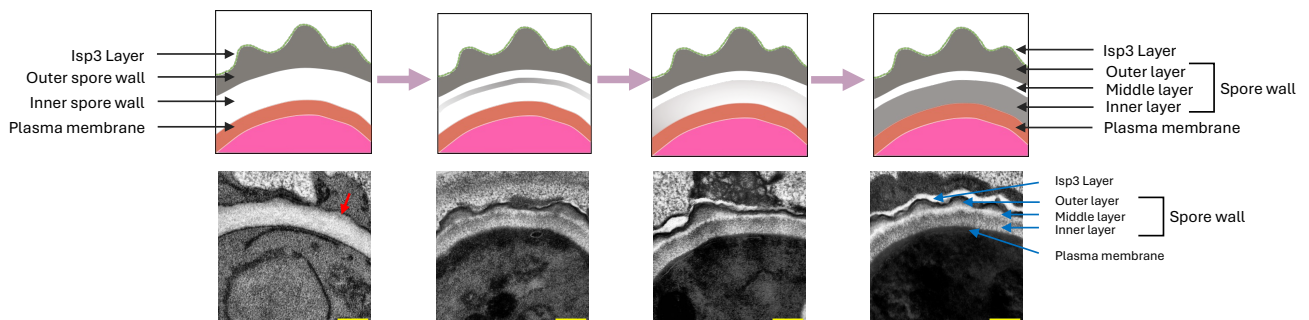 Isp3 Layer
Outer spore wall
Inner spore wall
Plasma membrane
Isp3 Layer
Outer layer
Middle layer
Inner layer
Spore wall
Plasma membrane
Isp3 Layer
Outer layer
Middle layer
Inner layer
Spore wall
Plasma membrane